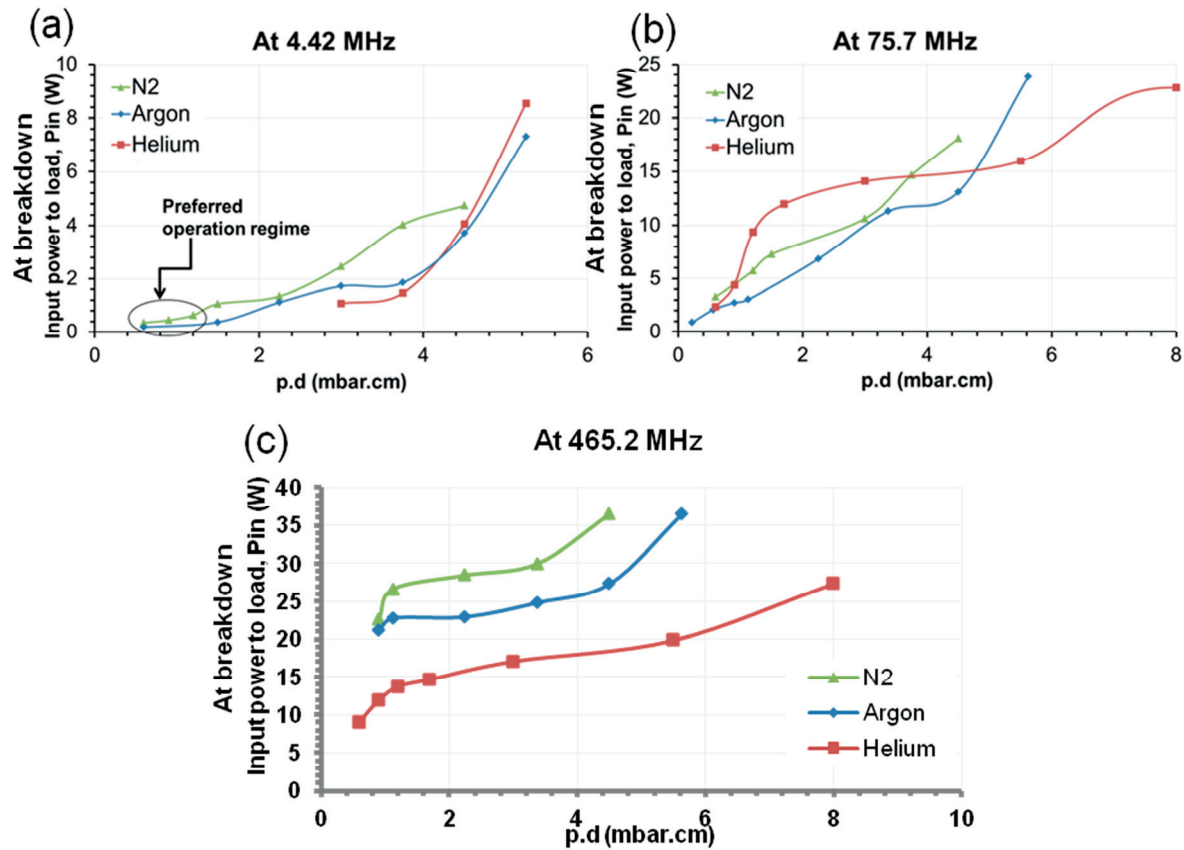 (a)
At 4.42 MHz
At breakdown
Input power to load, Pin (W)
10
8
6
4
2
0
N2
Argon
Helium
Preferred
operation regime
0 2 4 6
p.d (mbar.cm)
(b)
At 75.7 MHz
At breakdown
Input power to load, Pin (W)
25
20
15
10
5
0
N2
Argon
Helium
0 2 4 6 8
p.d (mbar.cm)
(c)
At 465.2 MHz
At breakdown
Input power to load, Pin (W)
40
35
30
25
20
15
10
5
0
N2
Argon
Helium
0 2 4 6 8 10
p.d (mbar.cm)